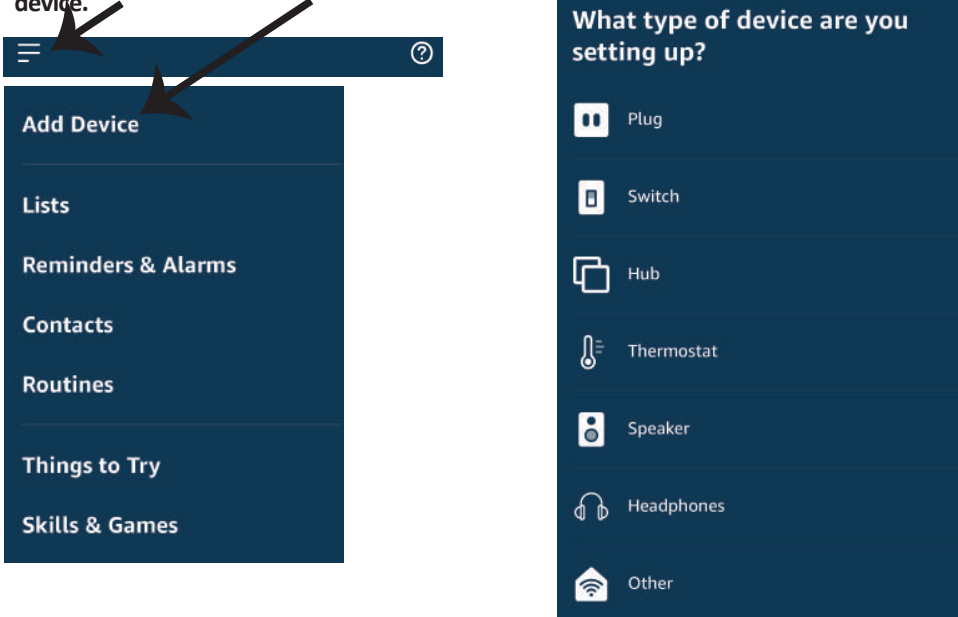 device.
Add Device
Lists
Reminders & Alarms
Contacts
Routines
Things to Try
Skills & Games
What type of device are you
setting up?
Plug
Switch
Hub
Thermostat
Speaker
Headphones
Other